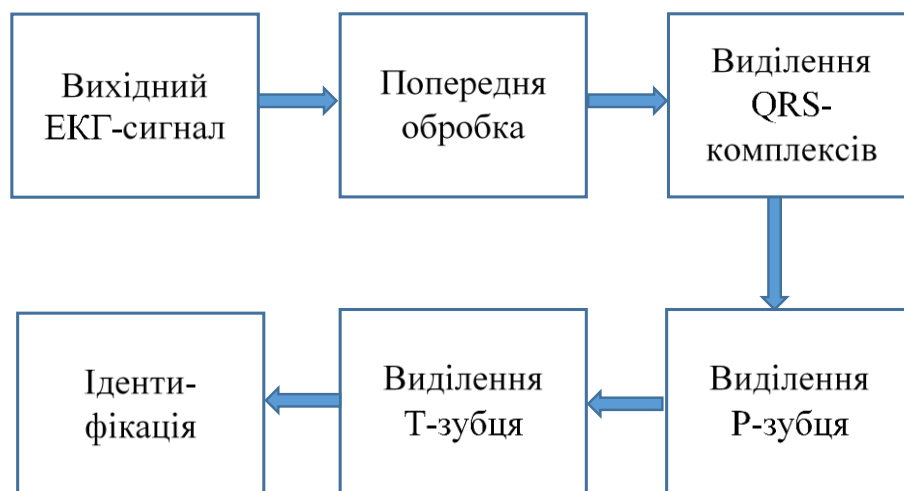 Вихідний
ЕКГ-сигнал
Попередня
обробка
Виділення
QRS-
комплексів
Виділення
Р-зубця
Виділення
Т-зубця
Іденти-
фікація